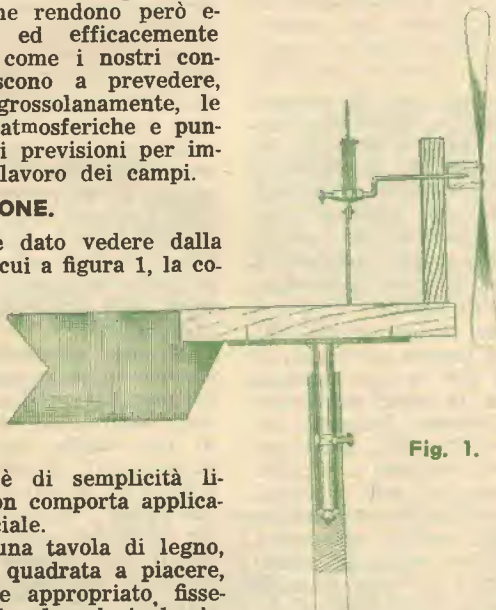 ne rendono però e-
ed efficacemente
come i nostri con-
scono a prevedere,
grossolanamente, le
atmosferiche e pun-
i previsioni per im-
lavoro dei campi.
ONE.
e dato vedere dalla
cui a figura 1, la co-
Fig. 1.
è di semplicità li-
on comporta applica-
ciale.
una tavola di legno,
quadrata a piacere,
e appropriato, fisse-